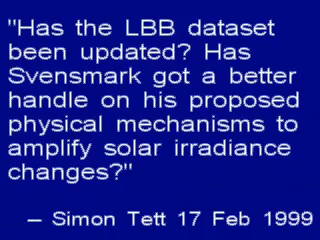 "Has the LBB dataset
been updated? Has
Svensmark got a better
handle on his proposed
physical mechanisms to
amplify solar irradiance
changes?"
– Simon Tett 17 Feb 1999